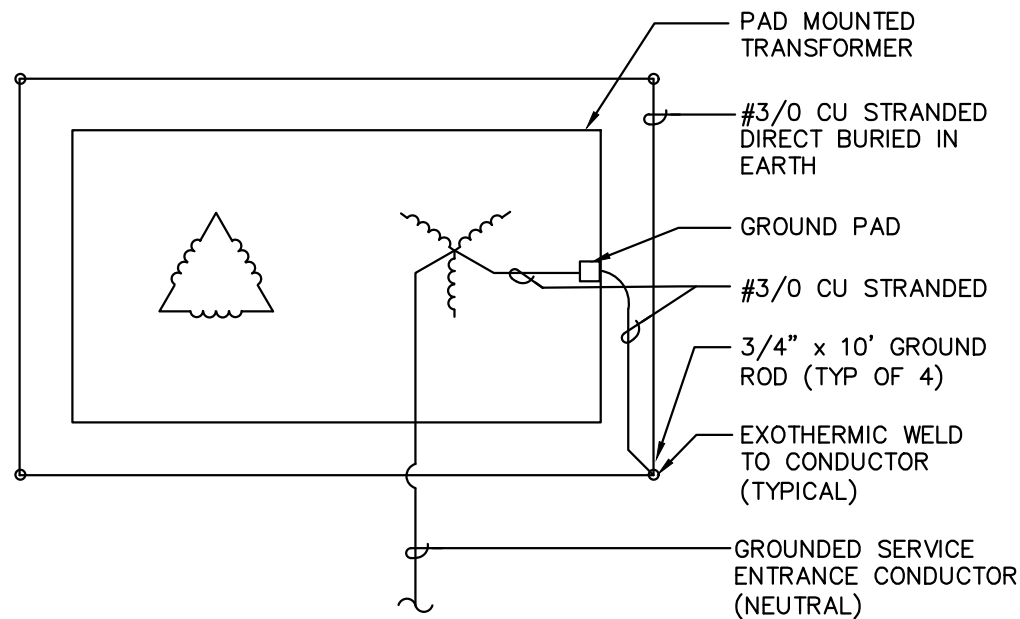 PAD MOUNTED
TRANSFORMER
#3/0 CU STRANDED
DIRECT BURIED IN
EARTH
GROUND PAD
#3/0 CU STRANDED
3/4" x 10' GROUND
ROD (TYP OF 4)
EXOTHERMIC WELD
TO CONDUCTOR
(TYPICAL)
GROUNDED SERVICE
ENTRANCE CONDUCTOR
(NEUTRAL)